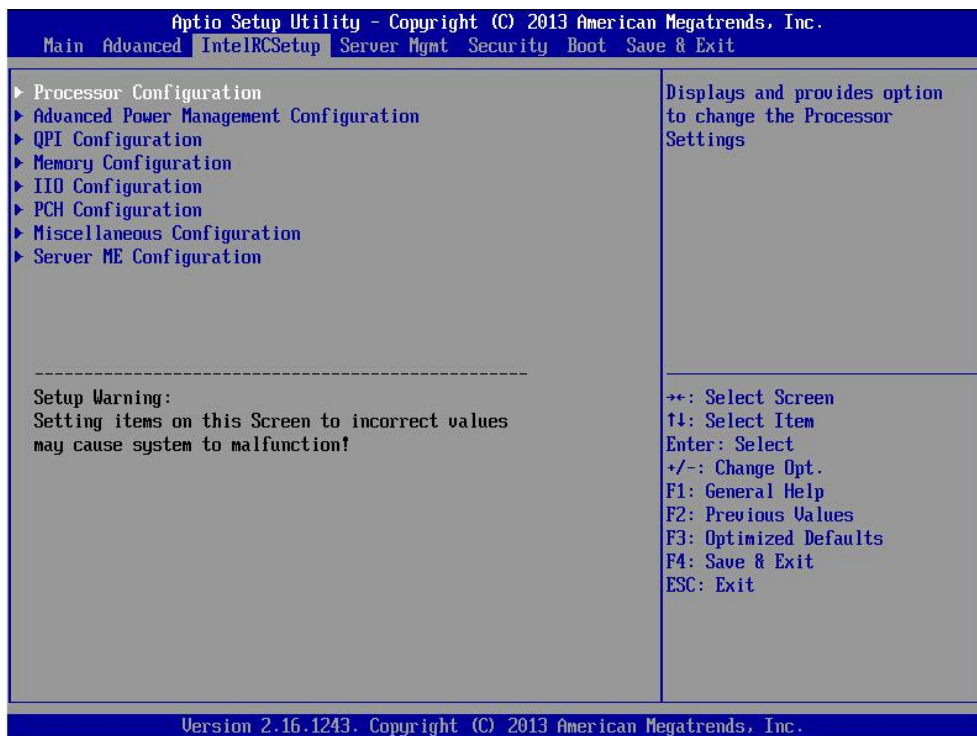 Aptio Setup Utility - Copyright (C) 2013 American Megatrends, Inc.
Main Advanced IntelRCSetup Server Mgmt Security Boot Save & Exit
▶ Processor Configuration
▶ Advanced Power Management Configuration
▶ QPI Configuration
▶ Memory Configuration
▶ IIO Configuration
▶ PCH Configuration
▶ Miscellaneous Configuration
▶ Server ME Configuration
--------------------------------------------------
Setup Warning:
Setting items on this Screen to incorrect values
may cause system to malfunction!
Displays and provides option
to change the Processor
Settings
→←: Select Screen
↑↓: Select Item
Enter: Select
+/-: Change Opt.
F1: General Help
F2: Previous Values
F3: Optimized Defaults
F4: Save & Exit
ESC: Exit
Version 2.16.1243. Copyright (C) 2013 American Megatrends, Inc.